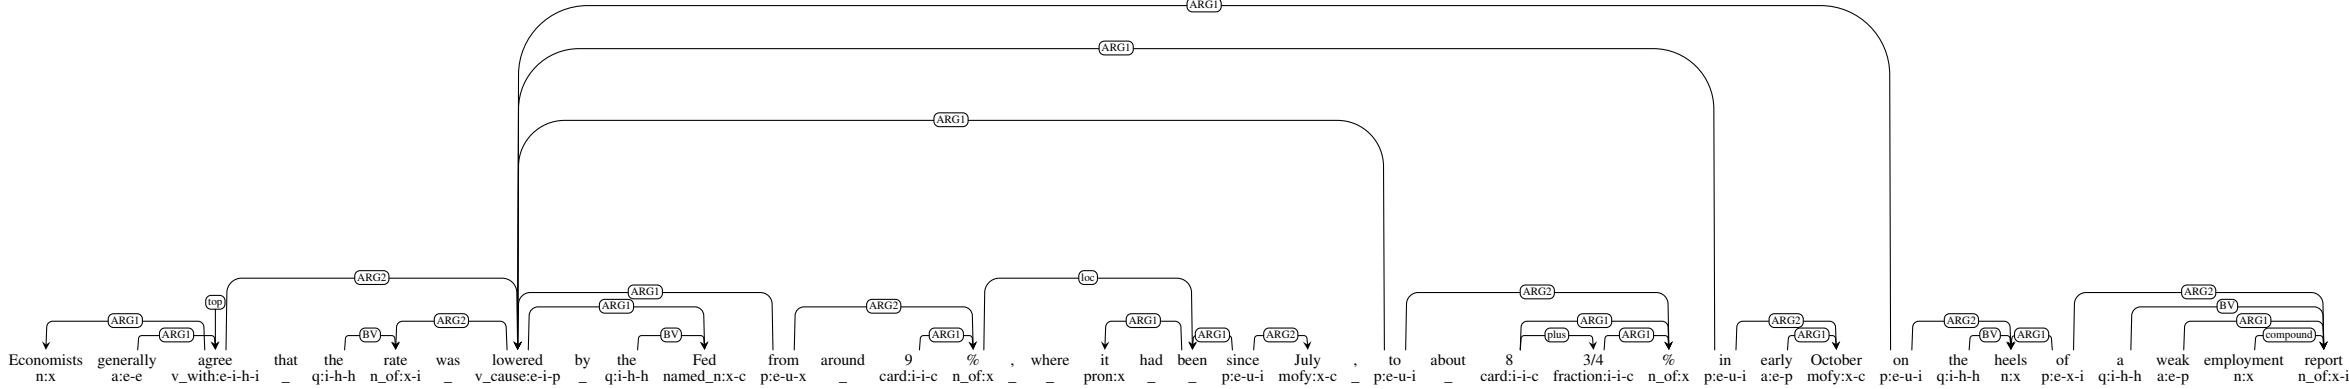 ARG1
ARG1
ARG1
ARG2 loc
top ARG1 ARG2 ARG2
ARG1 ARG2 BV
ARG1 ARG2 ARG1 ARG1 ARG2 ARG2 ARG1
ARG1 BV BV ARG1 ARG1 ARG2 plus ARG1 ARG1 BV ARG1 compound
Economists generally agree that the rate was lowered by the Fed from around 9 % , where it had been since July , to about 8 3/4 % in early October on the heels of a weak employment report
n:x a:e-e v_with:e-i-h-i _ q:i-h-h n_of:x-i _ v_cause:e-i-p _ q:i-h-h named_n:x-c p:e-u-x _ card:i-i-c n_of:x _ _ pron:x _ _ p:e-u-i mofy:x-c _ p:e-u-i _ card:i-i-c fraction:i-i-c n_of:x p:e-u-i a:e-p mofy:x-c p:e-u-i q:i-h-h n:x p:e-x-i q:i-h-h a:e-p n:x n_of:x-i